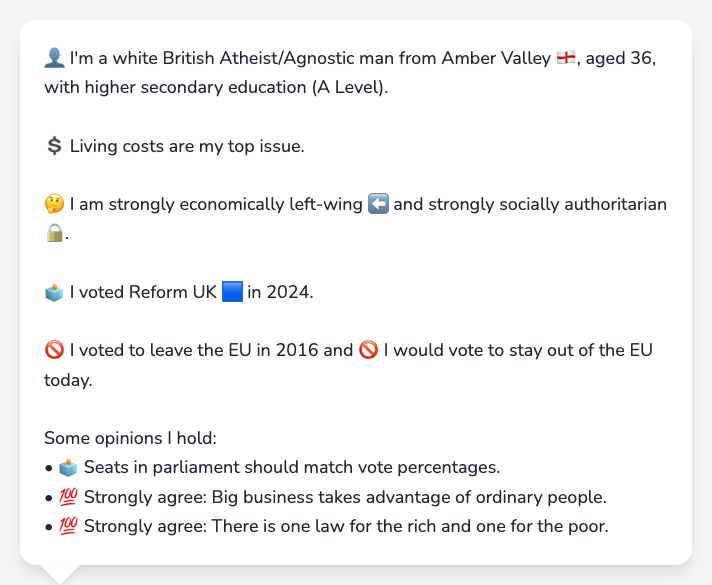 👤 I'm a white British Atheist/Agnostic man from Amber Valley 🏴󠁧󠁢󠁥󠁮󠁧󠁿, aged 36,
with higher secondary education (A Level).
💲 Living costs are my top issue.
🤔 I am strongly economically left-wing ⬅️ and strongly socially authoritarian
🔒.
🗳️ I voted Reform UK 🟦 in 2024.
🚫 I voted to leave the EU in 2016 and 🚫 I would vote to stay out of the EU
today.
Some opinions I hold:
• 🗳️ Seats in parliament should match vote percentages.
• 💯 Strongly agree: Big business takes advantage of ordinary people.
• 💯 Strongly agree: There is one law for the rich and one for the poor.